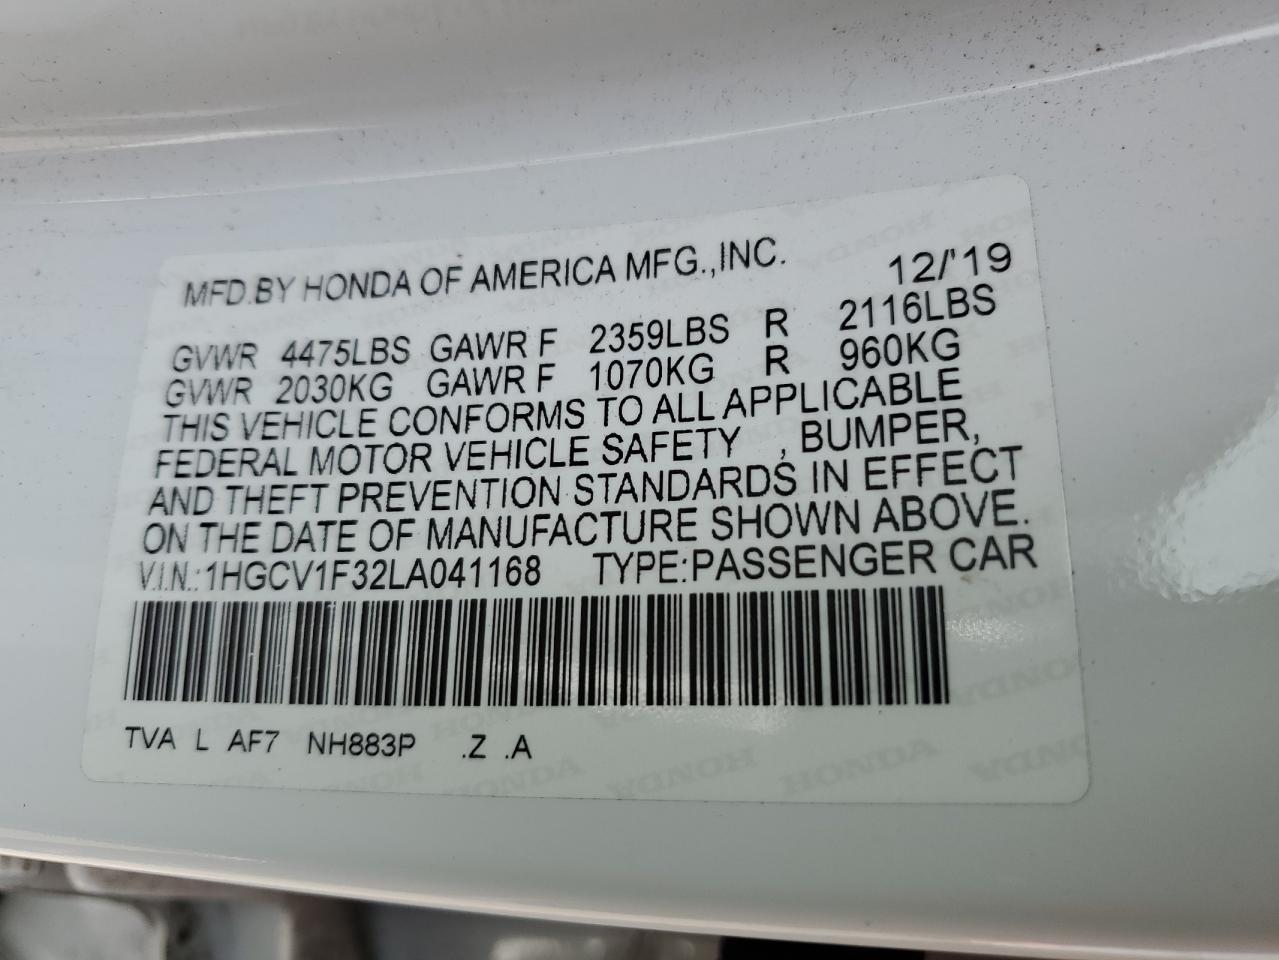 MFD.BY HONDA OF AMERICA MFG.,INC. 12/'19
GVWR 4475LBS GAWR F 2359LBS R 2116LBS
GVWR 2030KG GAWR F 1070KG R 960KG
THIS VEHICLE CONFORMS TO ALL APPLICABLE
FEDERAL MOTOR VEHICLE SAFETY , BUMPER,
AND THEFT PREVENTION STANDARDS IN EFFECT
ON THE DATE OF MANUFACTURE SHOWN ABOVE.
V.I.N.:1HGCV1F32LA041168 TYPE:PASSENGER CAR
TVA L AF7 NH883P .Z .A